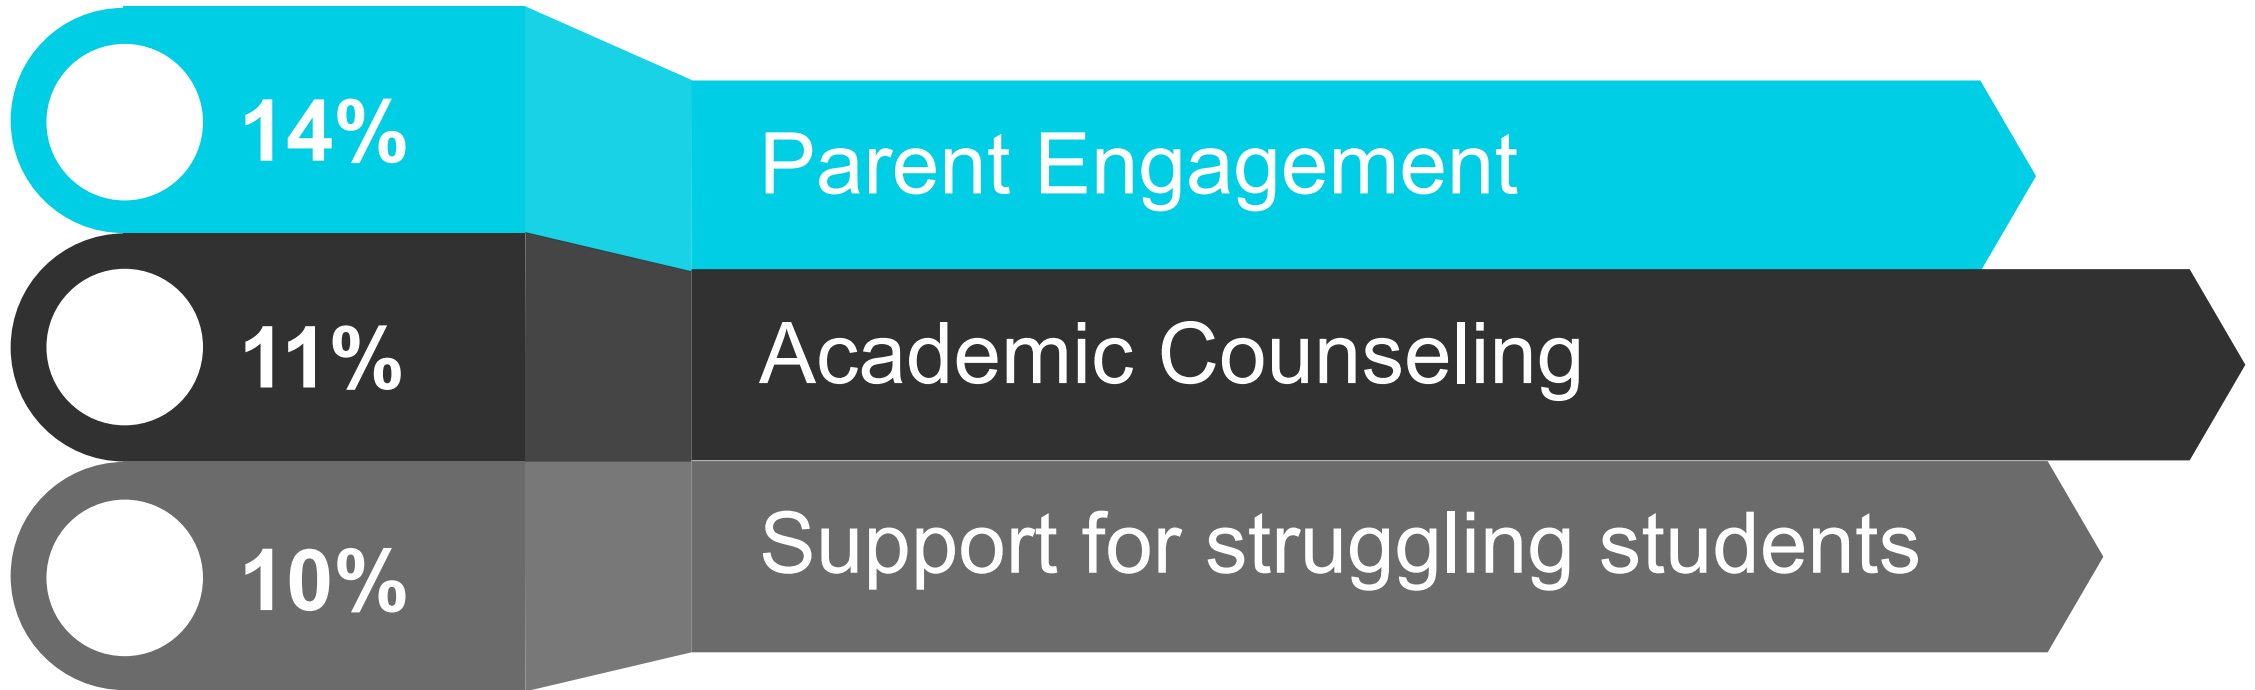 14%
Parent Engagement
11%
Academic Counseling
10%
Support for struggling students